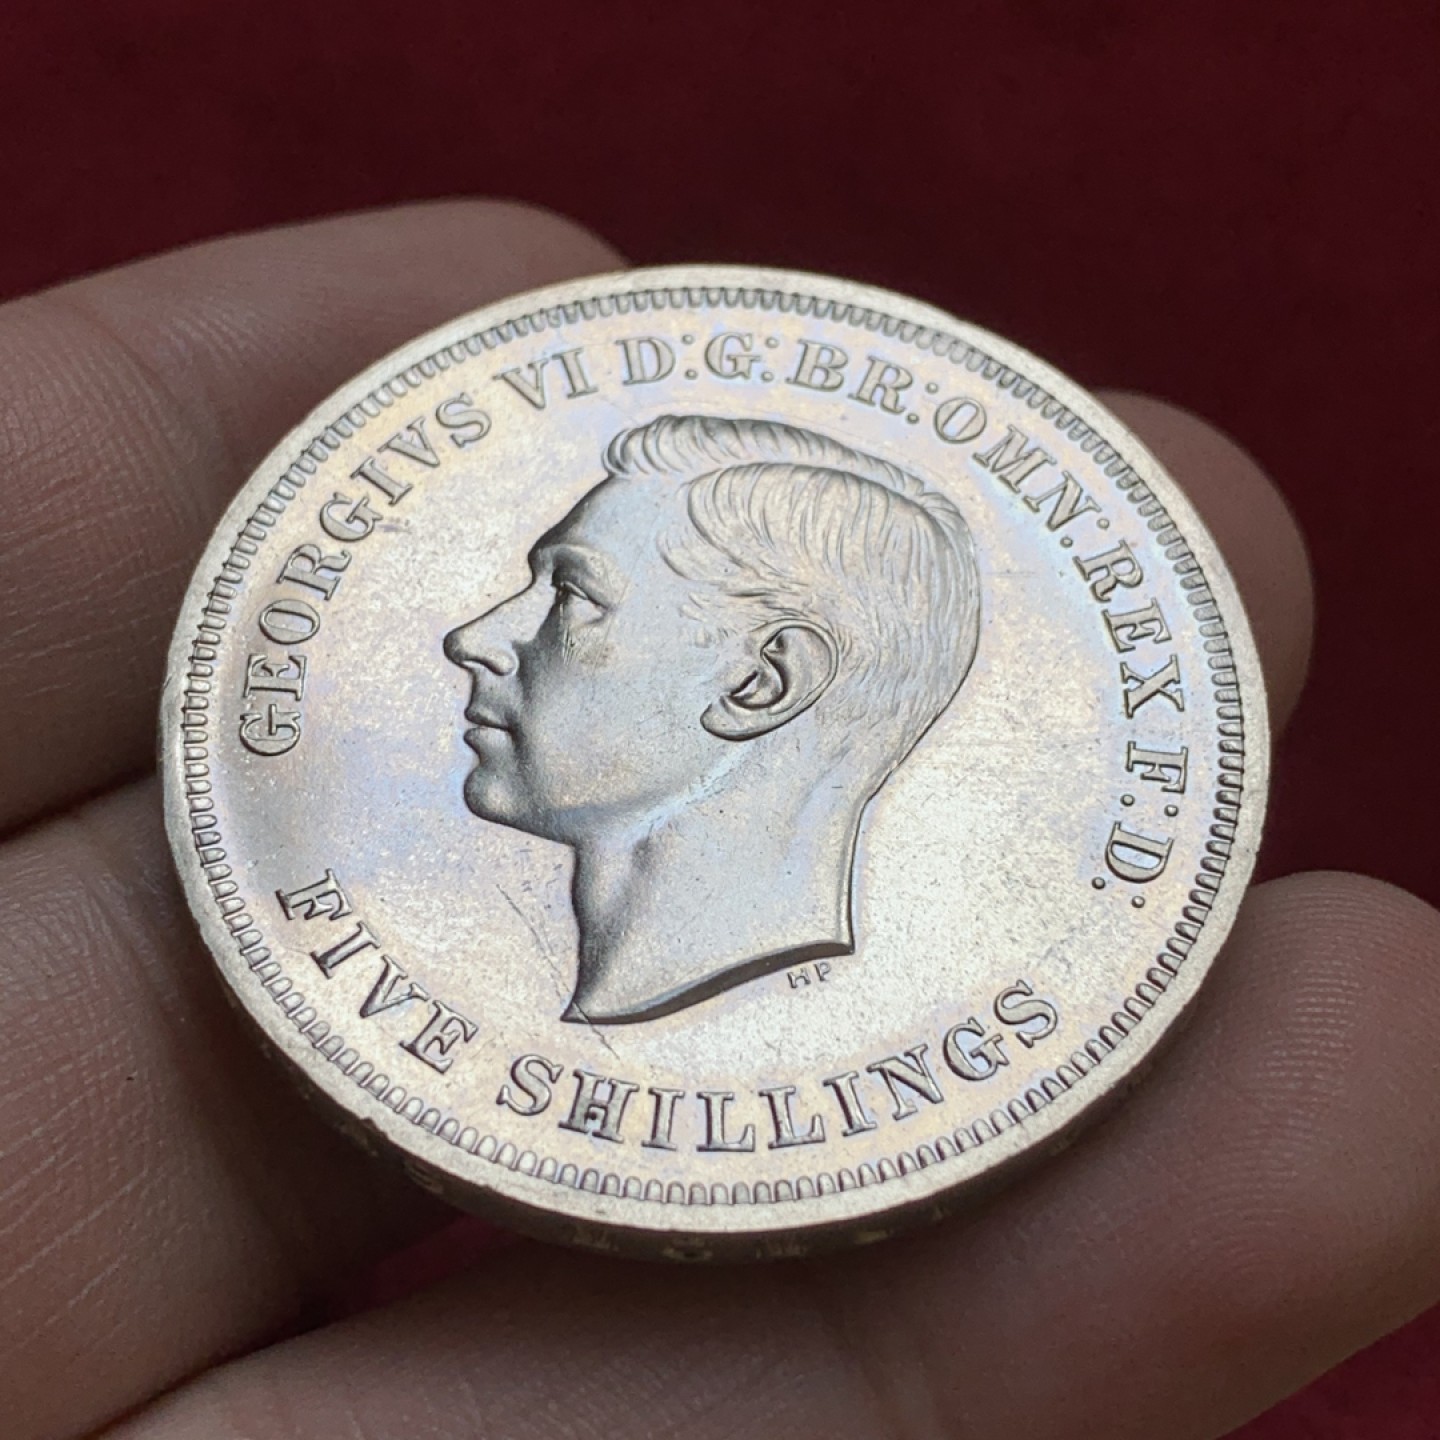 GEORGIVS VI D:G:BR:OMN:REX F:D:
HP
FIVE SHILLINGS